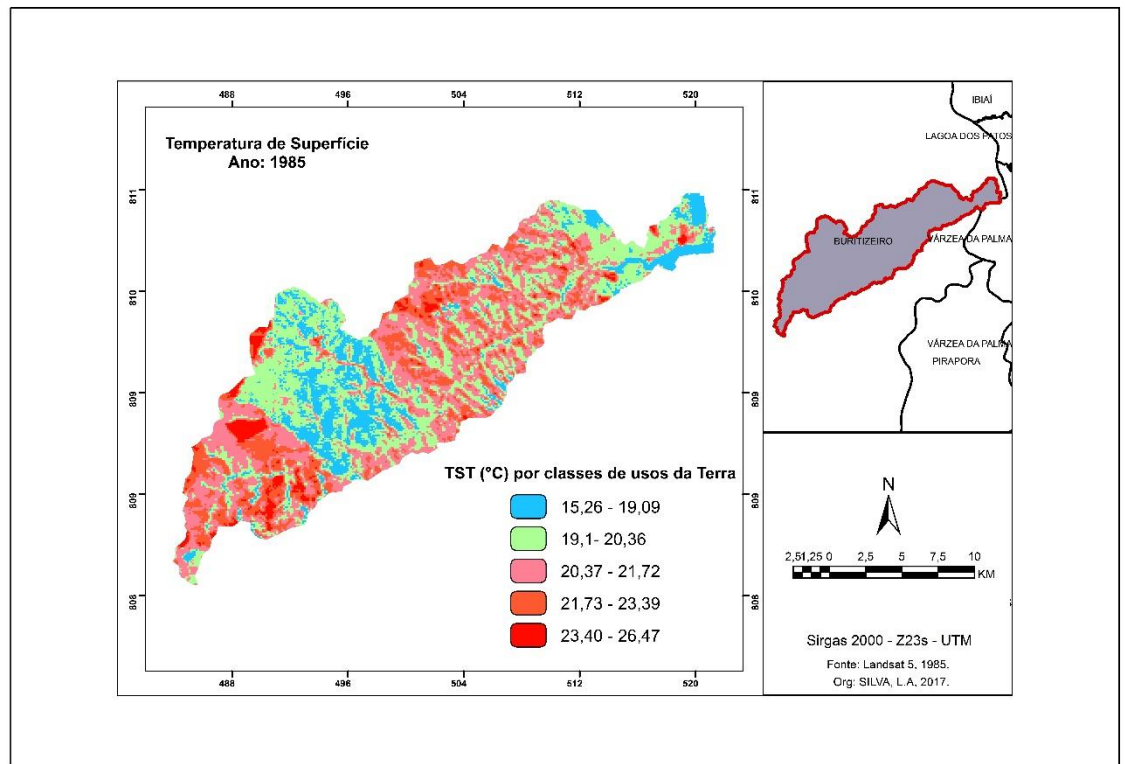 488 496 504 512 520
Temperatura de Superfície
Ano: 1985
811
810
809
809
808
811
810
809
809
TST (°C) por classes de usos da Terra
15,26 - 19,09
19,1- 20,36
20,37 - 21,72
21,73 - 23,39
23,40 - 26,47
488 496 504 512 520
IBIAÍ
LAGOA DOS PATOS
BURITIZEIRO
VÁRZEA DA PALMA
VÁRZEA DA PALMA
PIRAPORA
N
2,51,25 0 2,5 5 7,5 10
KM
Sirgas 2000 - Z23s - UTM
Fonte: Landsat 5, 1985.
Org: SILVA, L.A, 2017.